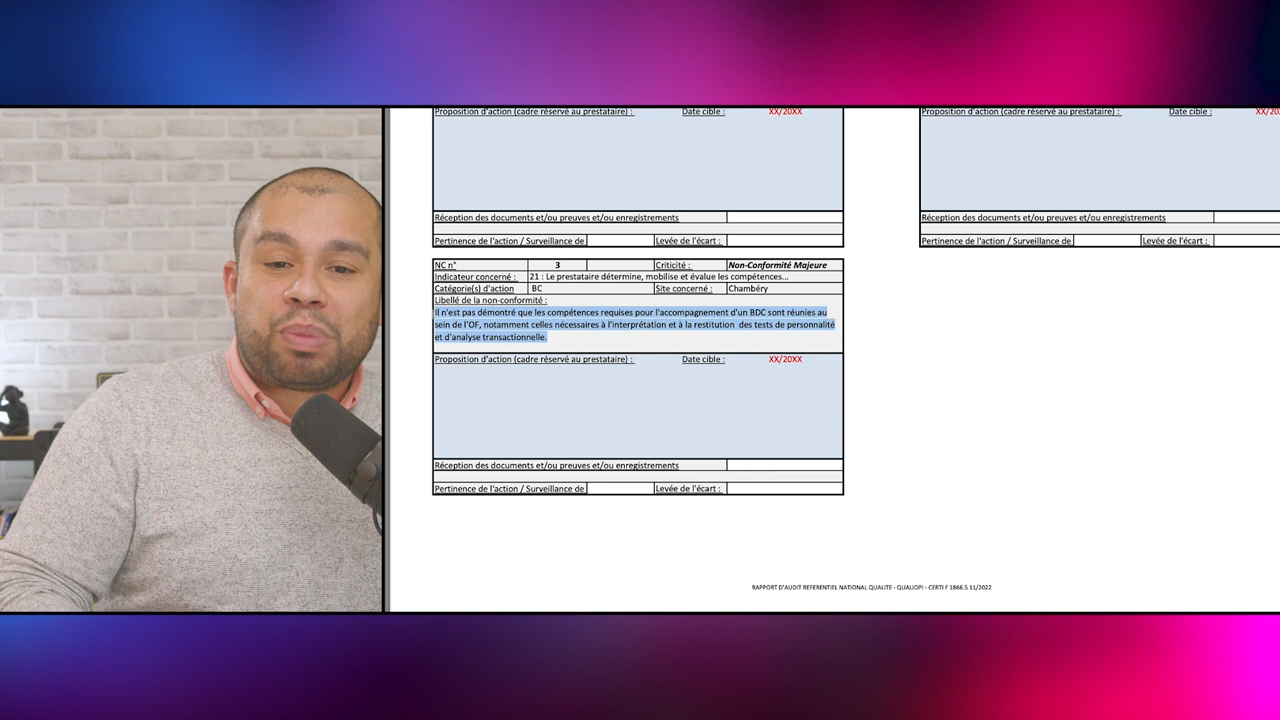 Proposition d'action (cadre réservé au prestataire) : Date cible : XX/20XX
Réception des documents et/ou preuves et/ou enregistrements
Pertinence de l'action / Surveillance de Levée de l'écart :
Proposition d'action (cadre réservé au prestataire) : Date cible : XX/20
Réception des documents et/ou preuves et/ou enregistrements
Pertinence de l'action / Surveillance de Levée de l'écart :
NC n° 3 Criticité : Non-Conformité Majeure
Indicateur concerné : 21 : Le prestataire détermine, mobilise et évalue les compétences...
Catégorie(s) d'action BC Site concerné : Chambéry
Libellé de la non-conformité :
Il n'est pas démontré que les compétences requises pour l'accompagnement d'un BDC sont réunies au
sein de l'OF, notamment celles nécessaires à l'interprétation et à la restitution des tests de personnalité
et d'analyse transactionnelle.
Proposition d'action (cadre réservé au prestataire) : Date cible : XX/20XX
Réception des documents et/ou preuves et/ou enregistrements
Pertinence de l'action / Surveillance de Levée de l'écart :
RAPPORT D'AUDIT REFERENTIEL NATIONAL QUALITE - QUALIOPI - CERTI F 1866.5 11/2022